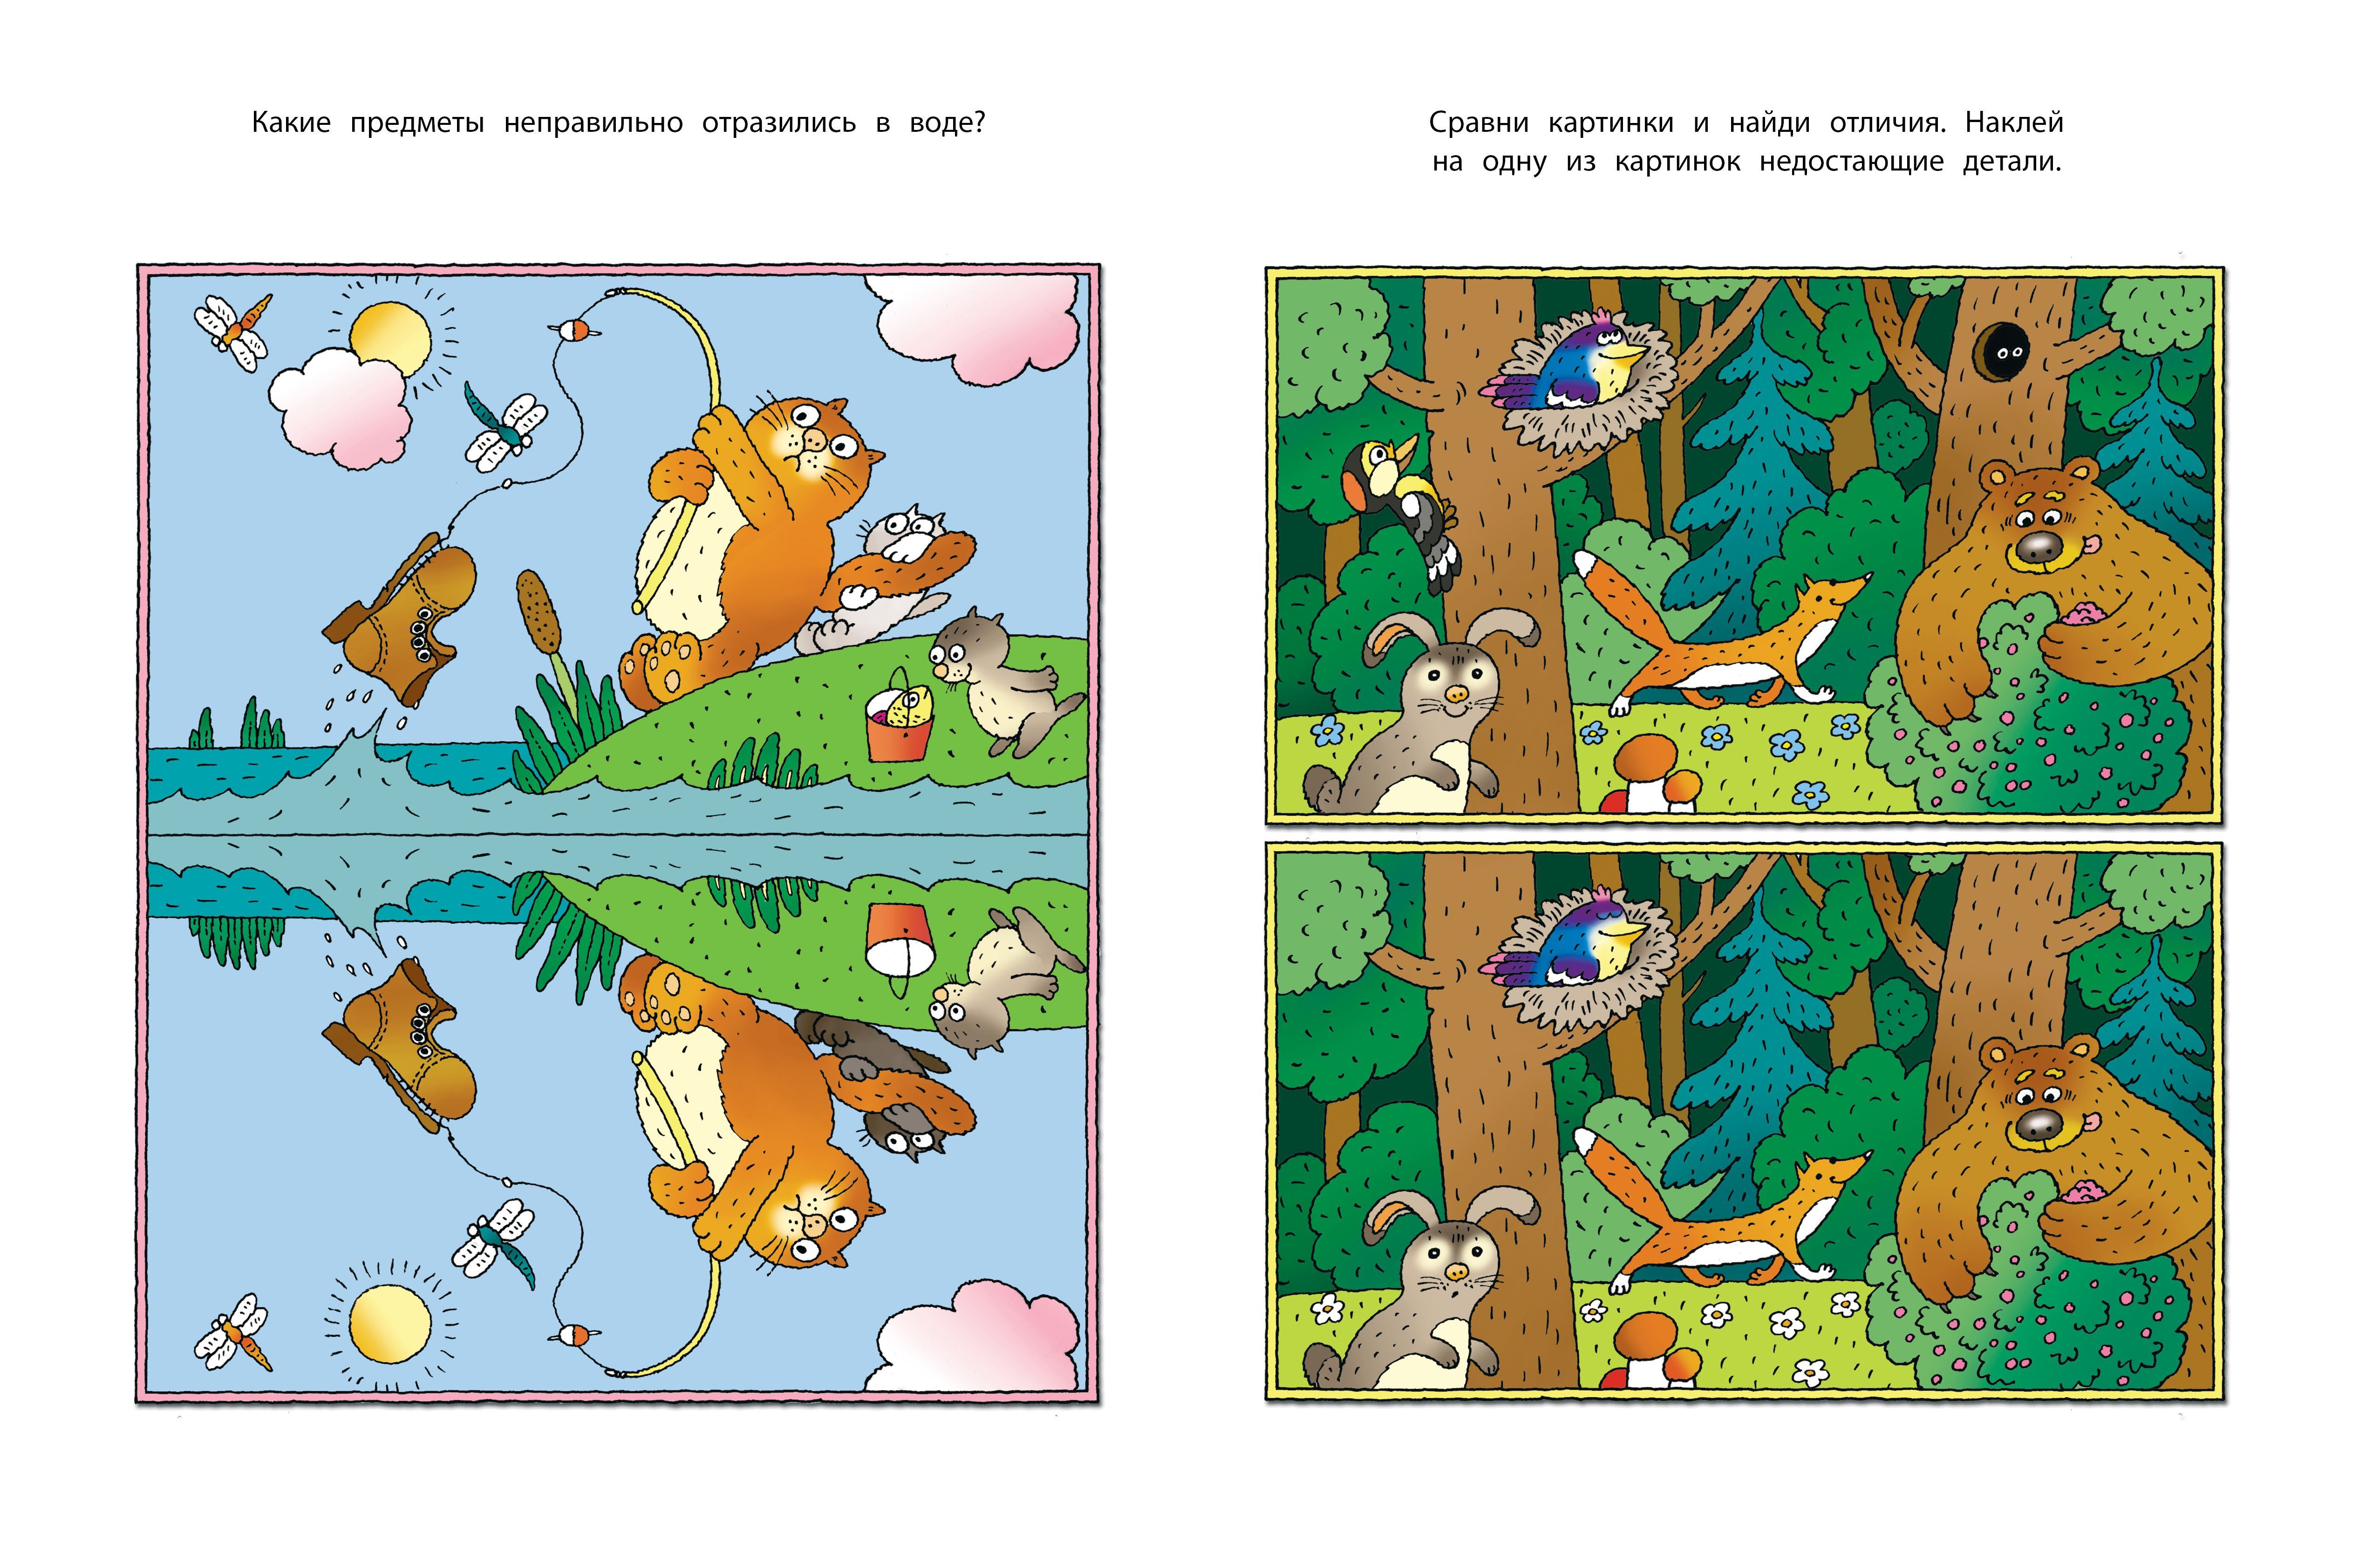 Какие предметы неправильно отразились в воде?
Сравни картинки и найди отличия. Наклей
на одну из картинок недостающие детали.